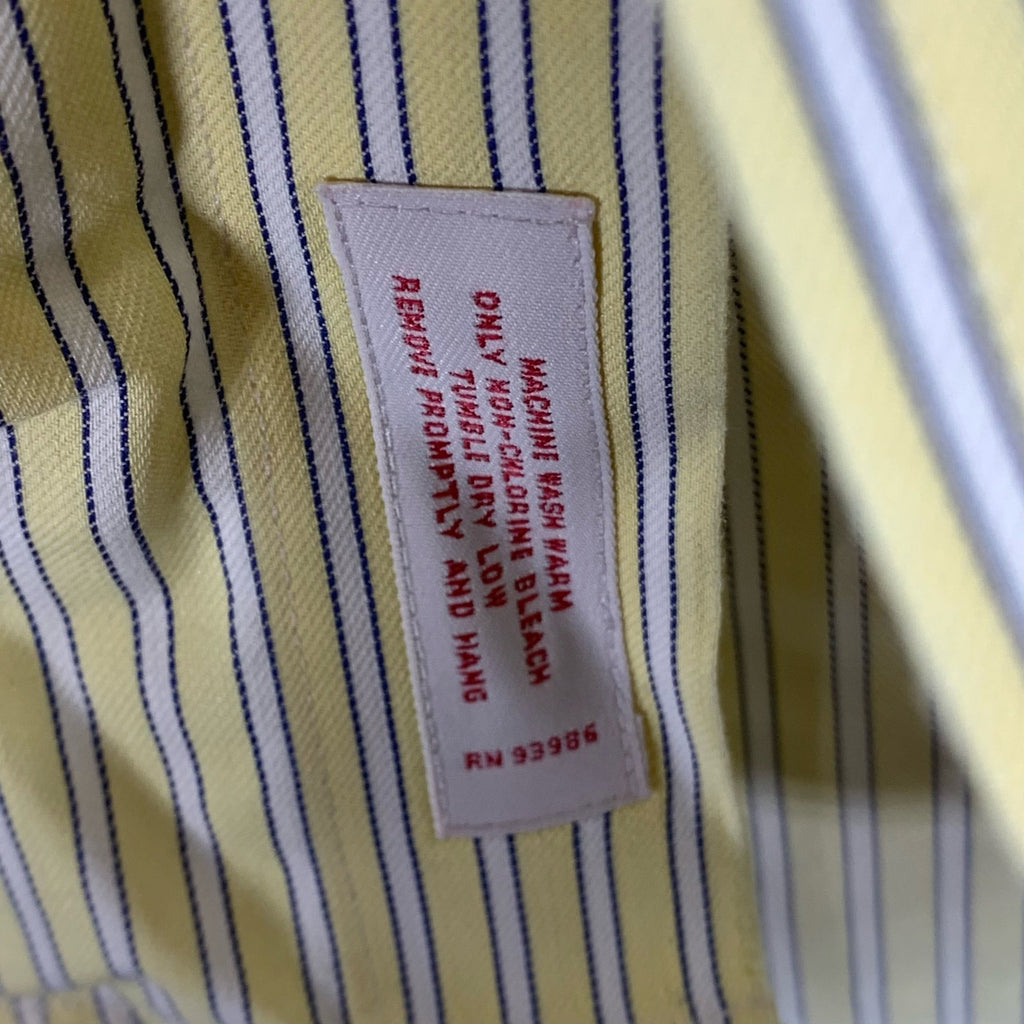 MACHINE WASH WARM
ONLY NON-CHLORINE BLEACH
TUMBLE DRY LOW
REMOVE PROMPTLY AND HANG
RN 93986